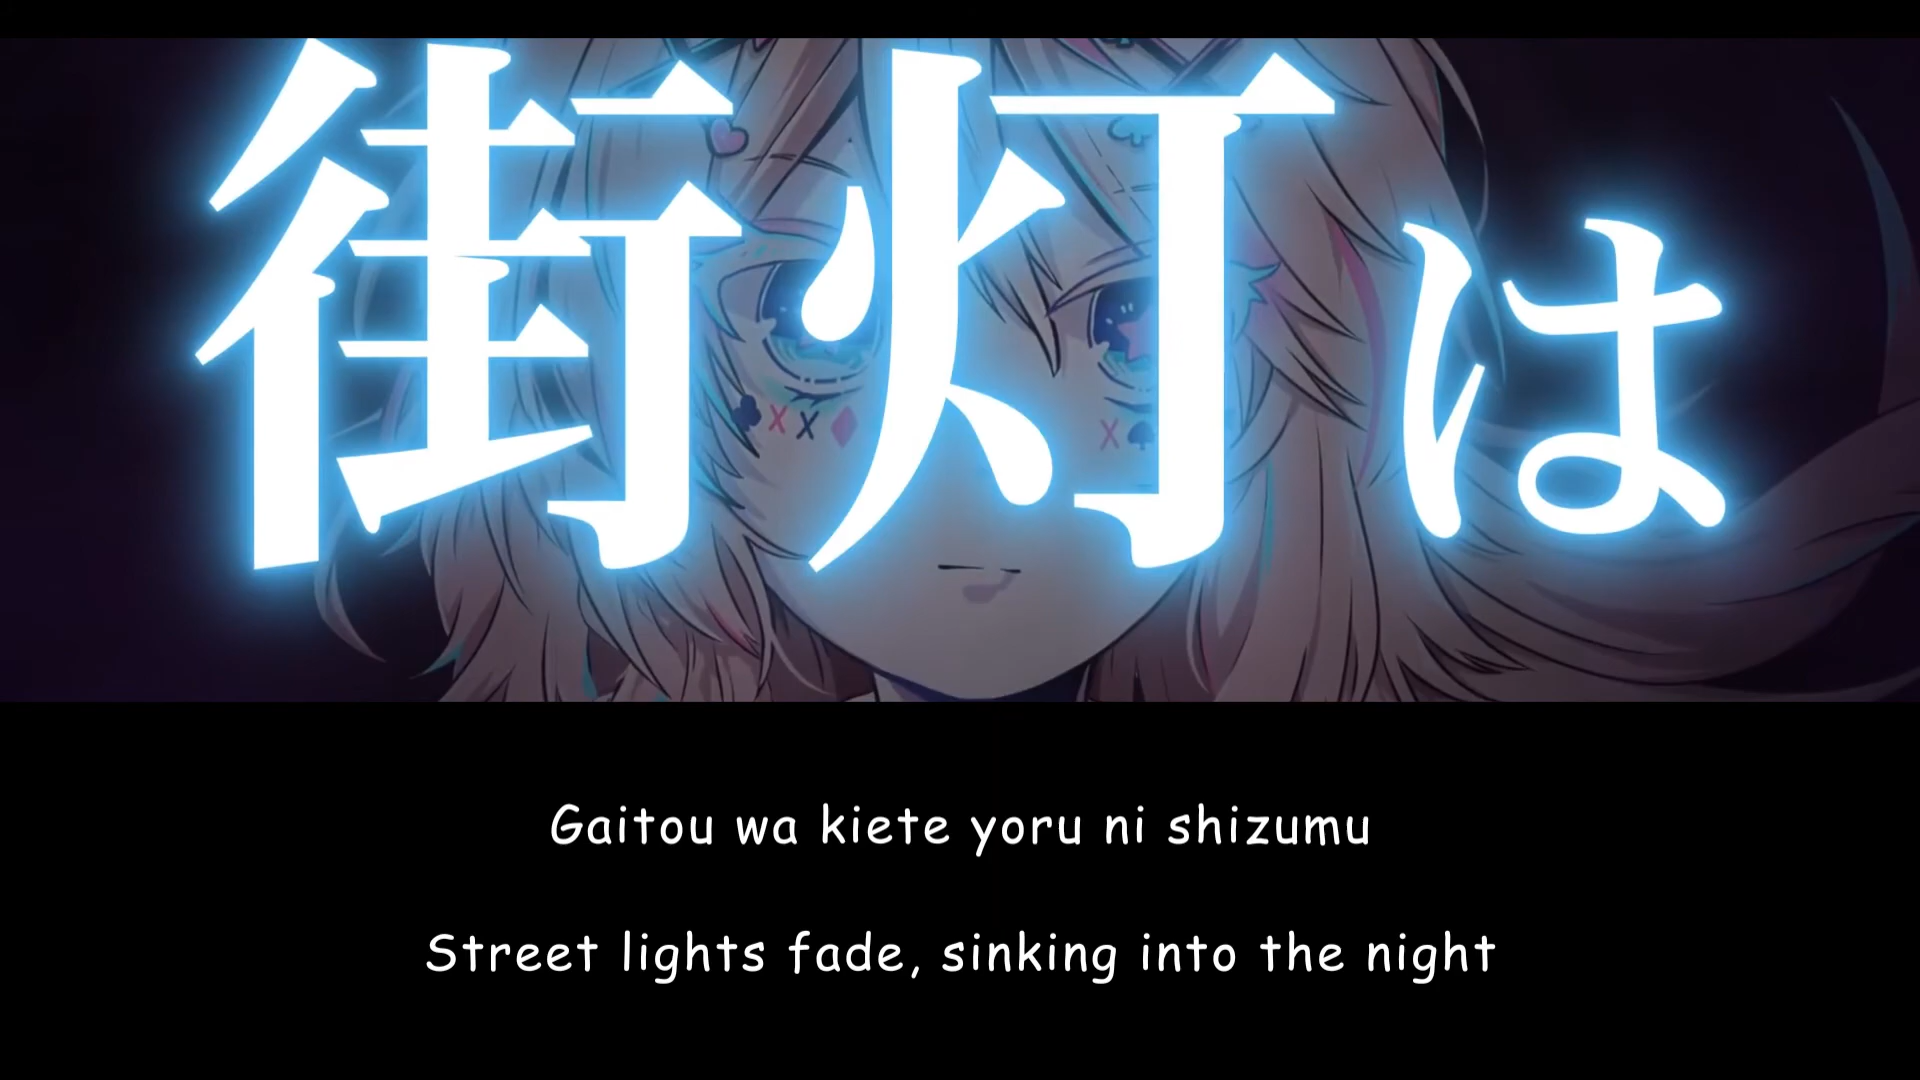 街灯は
Gaitou wa kiete yoru ni shizumu
Street lights fade, sinking into the night